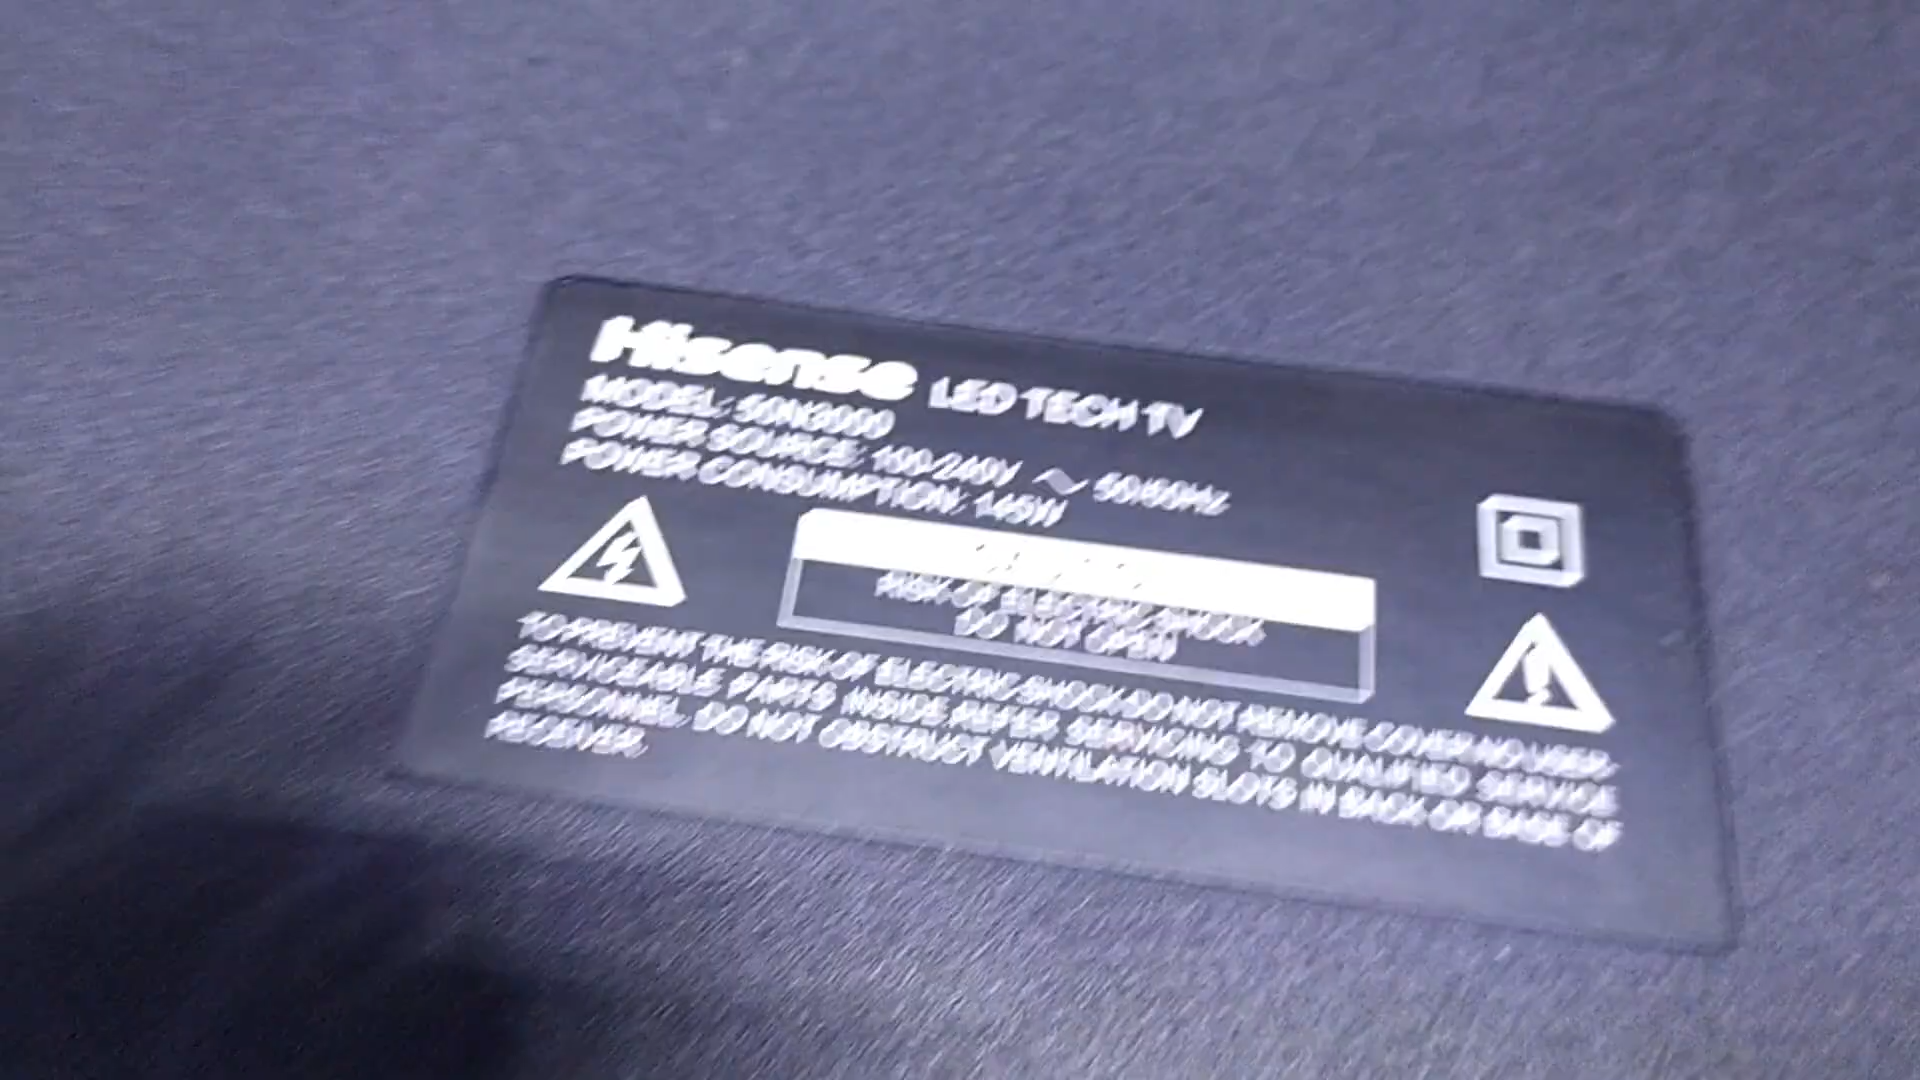 Hisense LED TECH TV
MODEL: 50N3000
POWER SOURCE: 100-240V ~ 50/60Hz
POWER CONSUMPTION: 145W
RISK OF ELECTRIC SHOCK
DO NOT OPEN
TO PREVENT THE RISK OF ELECTRIC SHOCK DO NOT REMOVE COVER NO USER-
SERVICEABLE PARTS INSIDE REFER SERVICING TO QUALIFIED SERVICE
PERSONNEL. DO NOT OBSTRUCT VENTILATION SLOTS IN BACK OR BASE OF
RECEIVER.